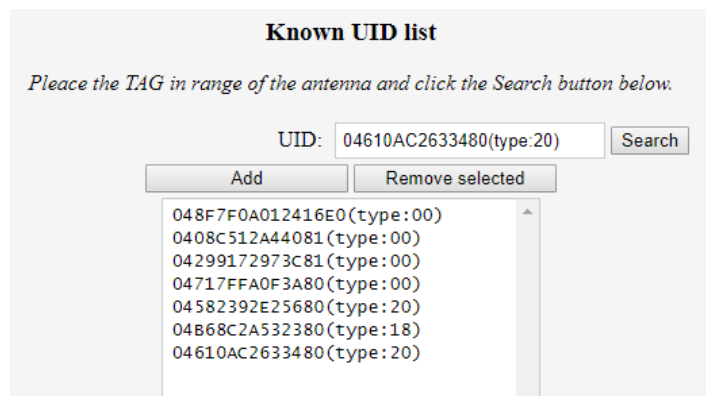 Known UID list
Pleace the TAG in range of the antenna and click the Search button below.
UID: 04610AC2633480(type:20) Search
Add Remove selected
048F7F0A012416E0(type:00)
0408C512A44081(type:00)
04299172973C81(type:00)
04717FFA0F3A80(type:00)
04582392E25680(type:20)
04B68C2A532380(type:18)
04610AC2633480(type:20)